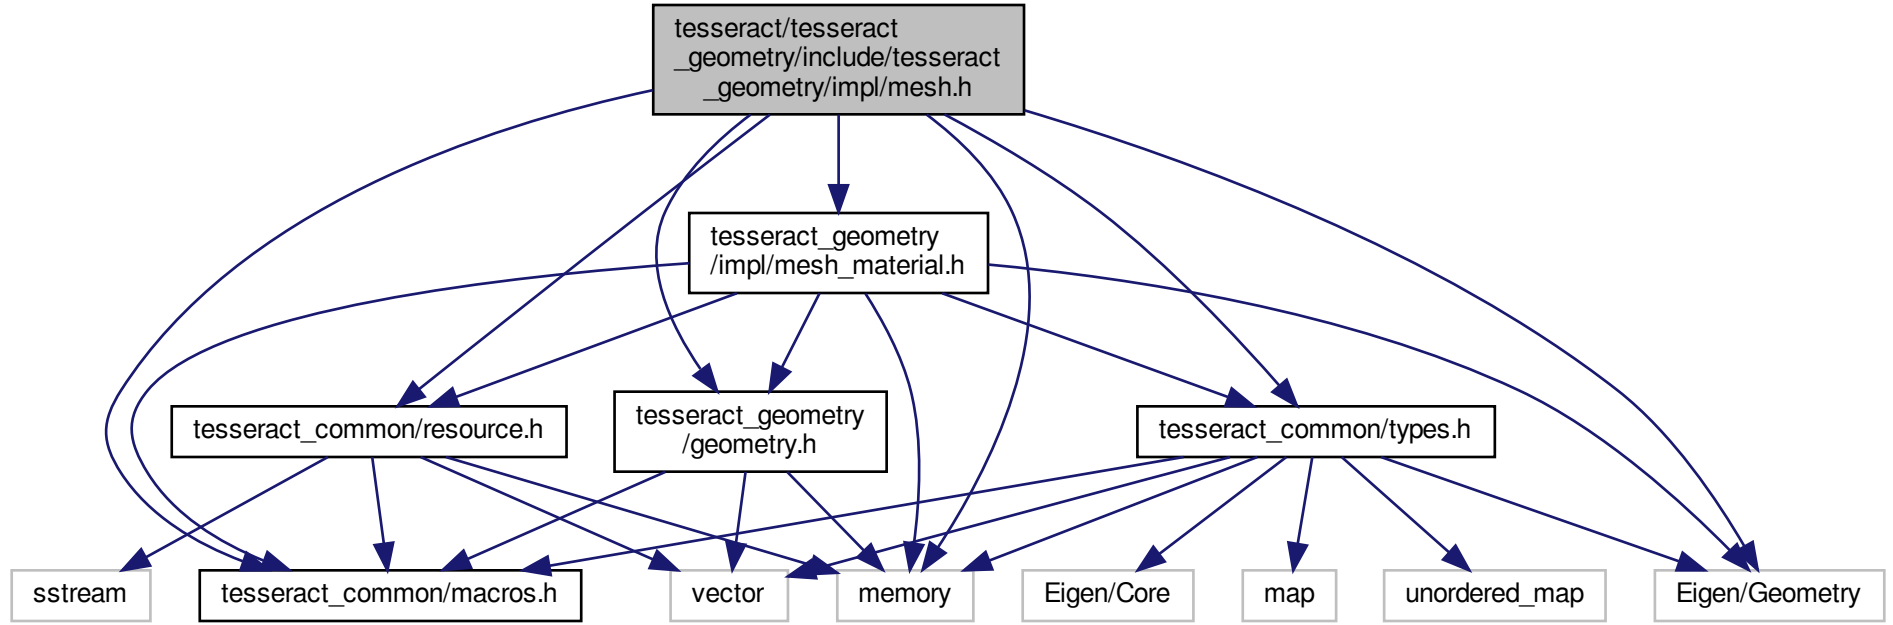 tesseract/tesseract
_geometry/include/tesseract
_geometry/impl/mesh.h
tesseract_geometry
/impl/mesh_material.h
tesseract_common/resource.h
tesseract_geometry
/geometry.h
tesseract_common/types.h
sstream
tesseract_common/macros.h
vector
memory
Eigen/Core
map
unordered_map
Eigen/Geometry